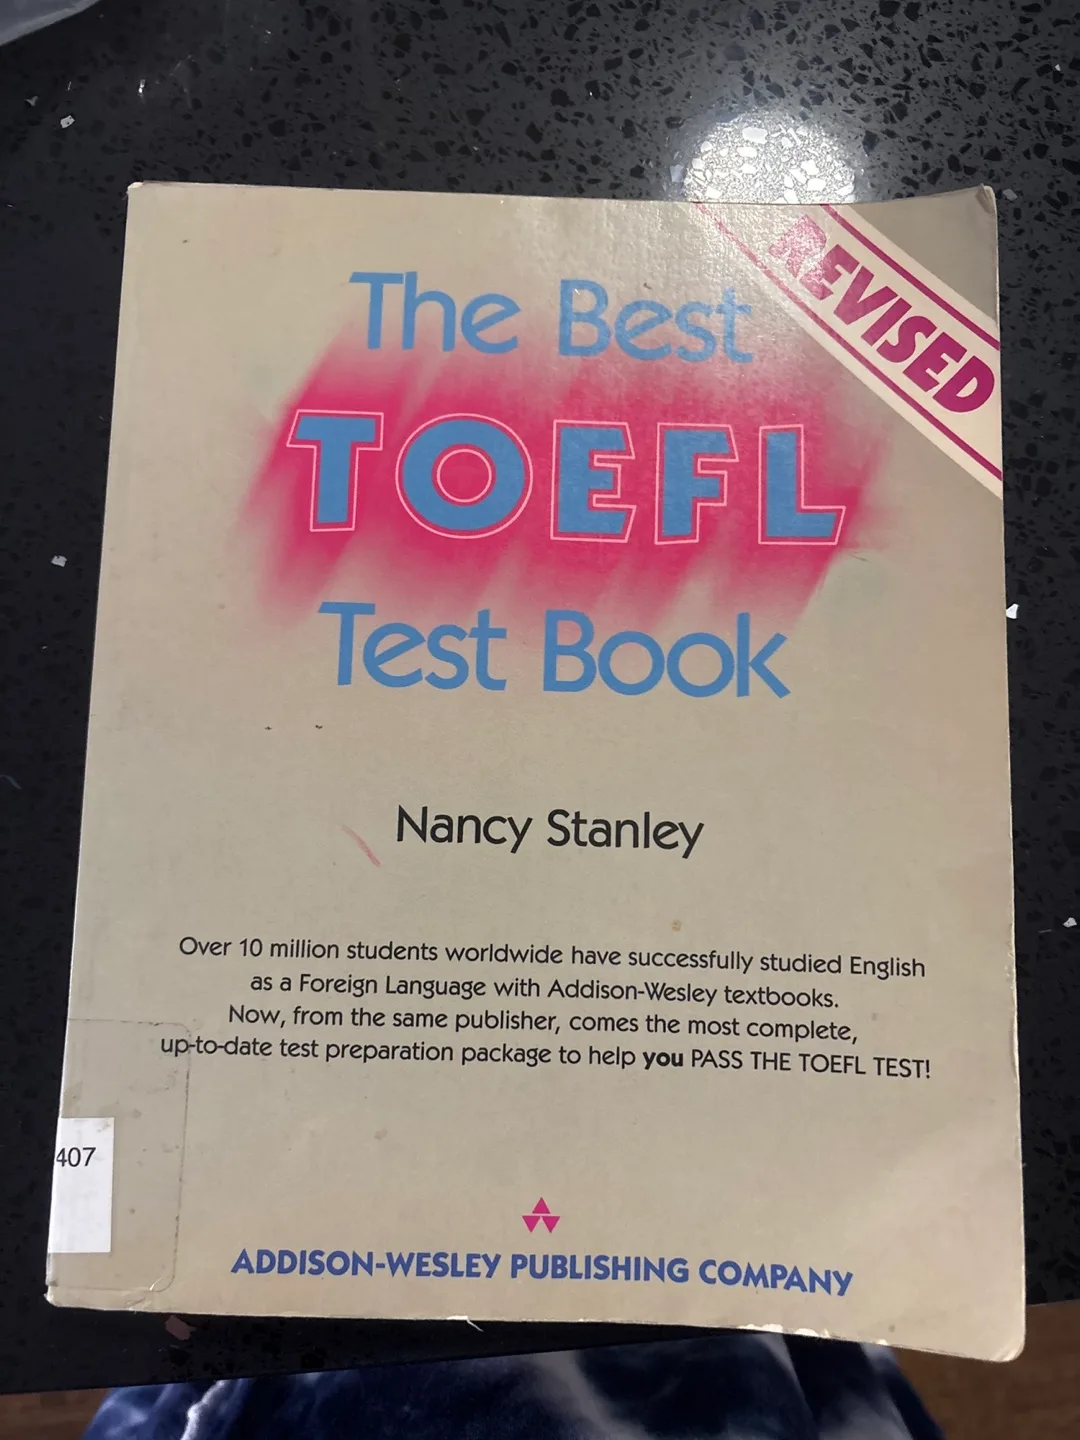 REVISED
The Best
TOEFL
Test Book
Nancy Stanley
Over 10 million students worldwide have successfully studied English
as a Foreign Language with Addison-Wesley textbooks.
Now, from the same publisher, comes the most complete,
up-to-date test preparation package to help you PASS THE TOEFL TEST!
407
ADDISON-WESLEY PUBLISHING COMPANY